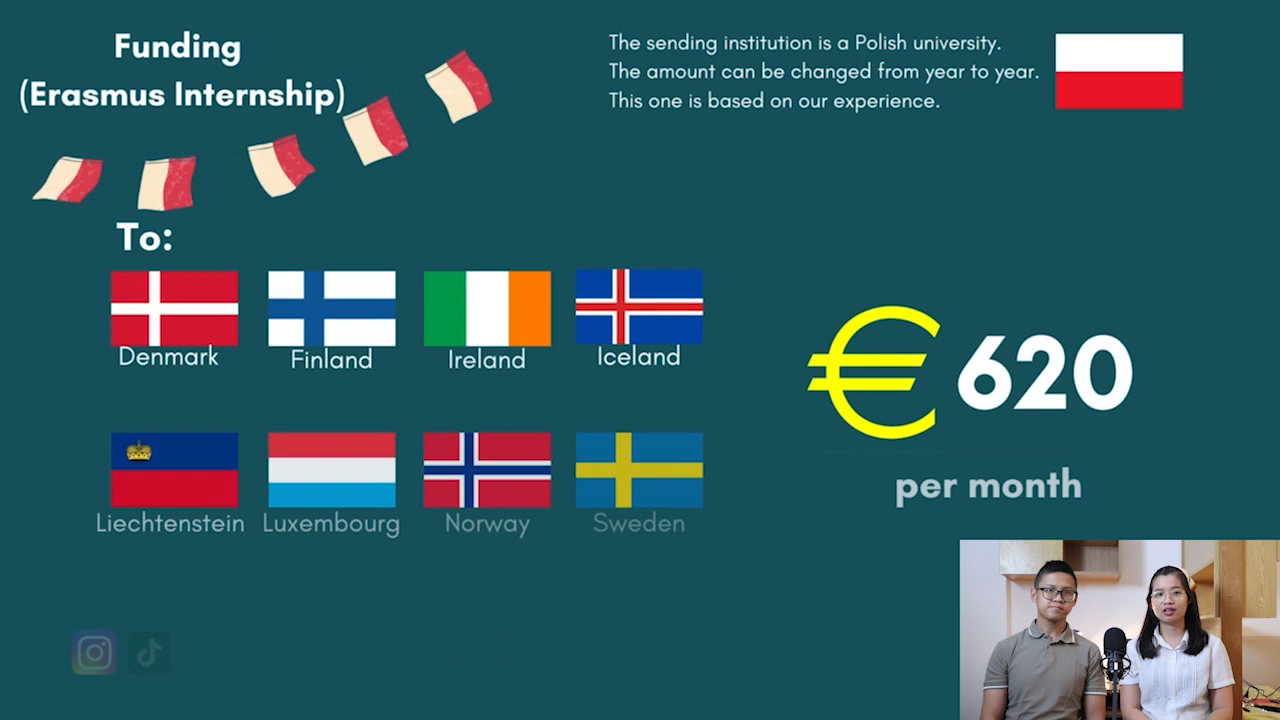 Funding
(Erasmus Internship)
The sending institution is a Polish university.
The amount can be changed from year to year.
This one is based on our experience.
To:
Denmark
Finland
Ireland
Iceland
€ 620
per month
Liechtenstein
Luxembourg
Norway
Sweden